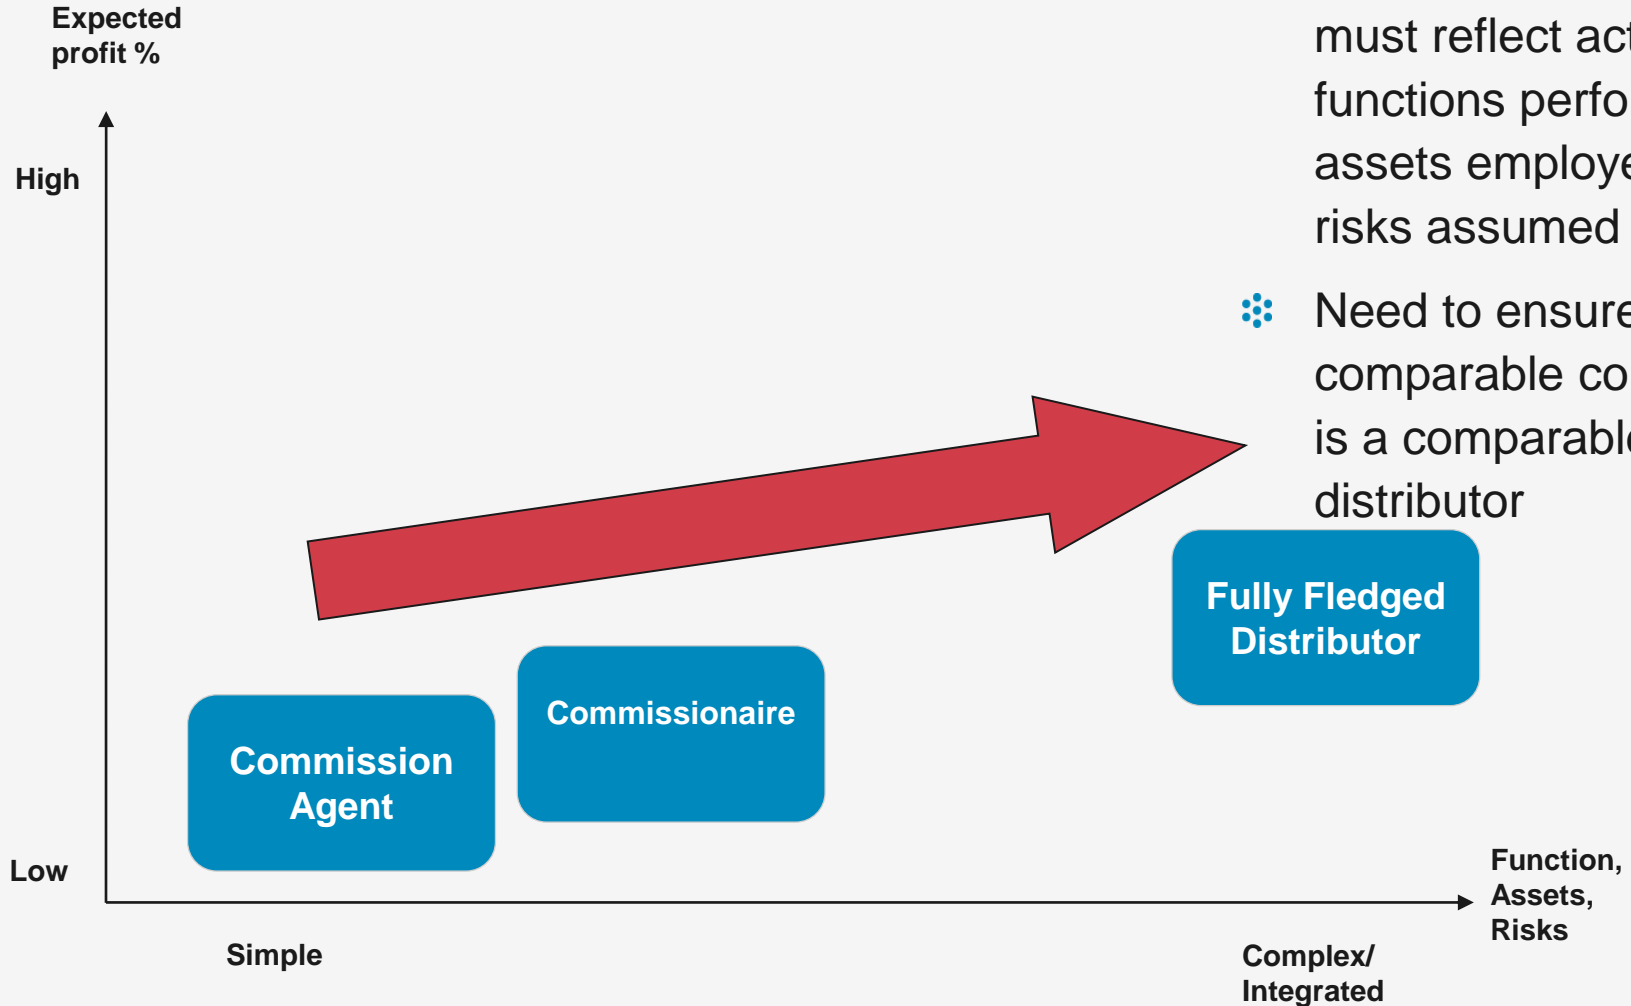 Expected
profit %
High
Low
Commission
Agent
Commissionaire
Fully Fledged
Distributor
Simple
Complex/
Integrated
Function,
Assets,
Risks
must reflect
functions
assets
risks assumed
Need to ensure
comparable
is a
distributor